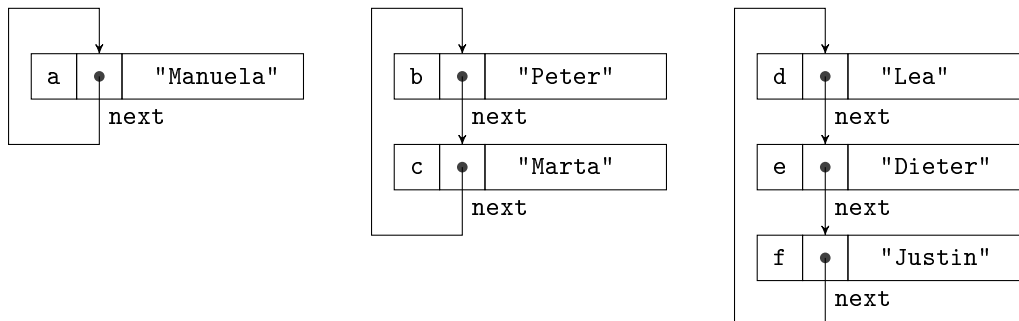 a "Manuela"
next
b "Peter"
next
c "Marta"
next
d "Lea"
next
e "Dieter"
next
f "Justin"
next